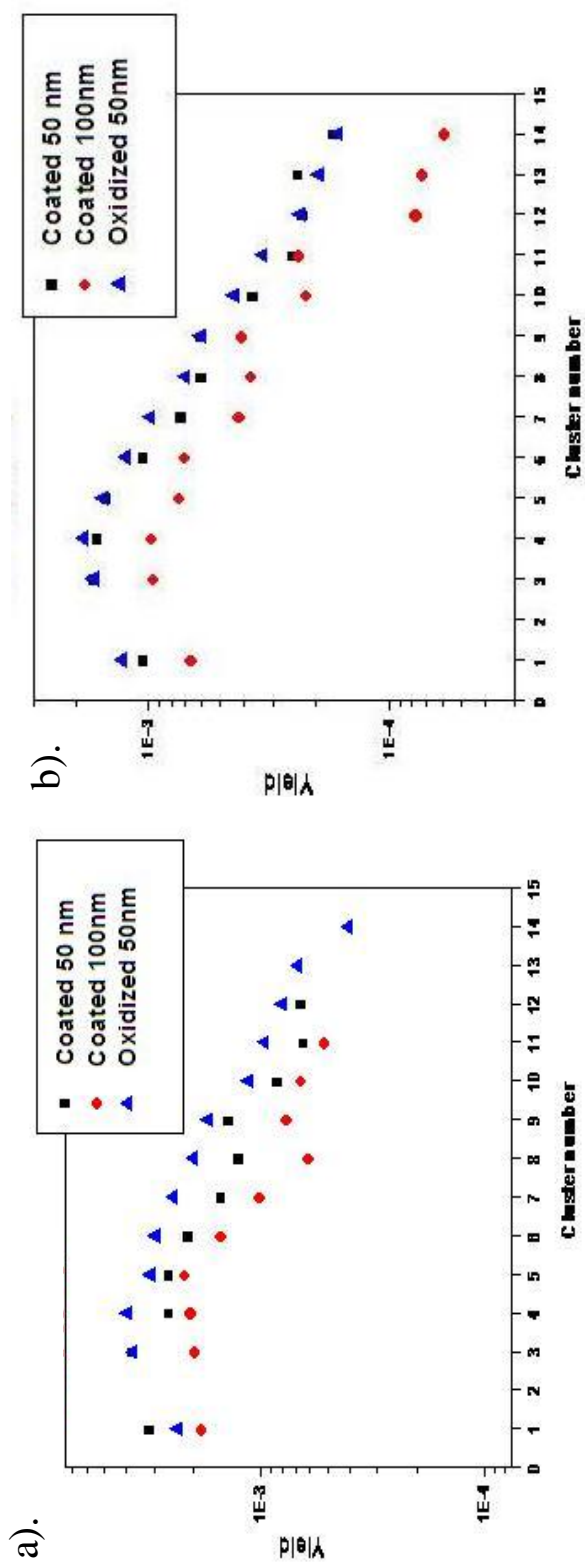 a).
Coated 50 nm
Coated 100nm
Oxidized 50nm
Yield
1E-3
1E-4
0 1 2 3 4 5 6 7 8 9 10 11 12 13 14 15
Cluster number
b).
Coated 50 nm
Coated 100nm
Oxidized 50nm
Yield
1E-3
1E-4
0 1 2 3 4 5 6 7 8 9 10 11 12 13 14 15
Cluster number